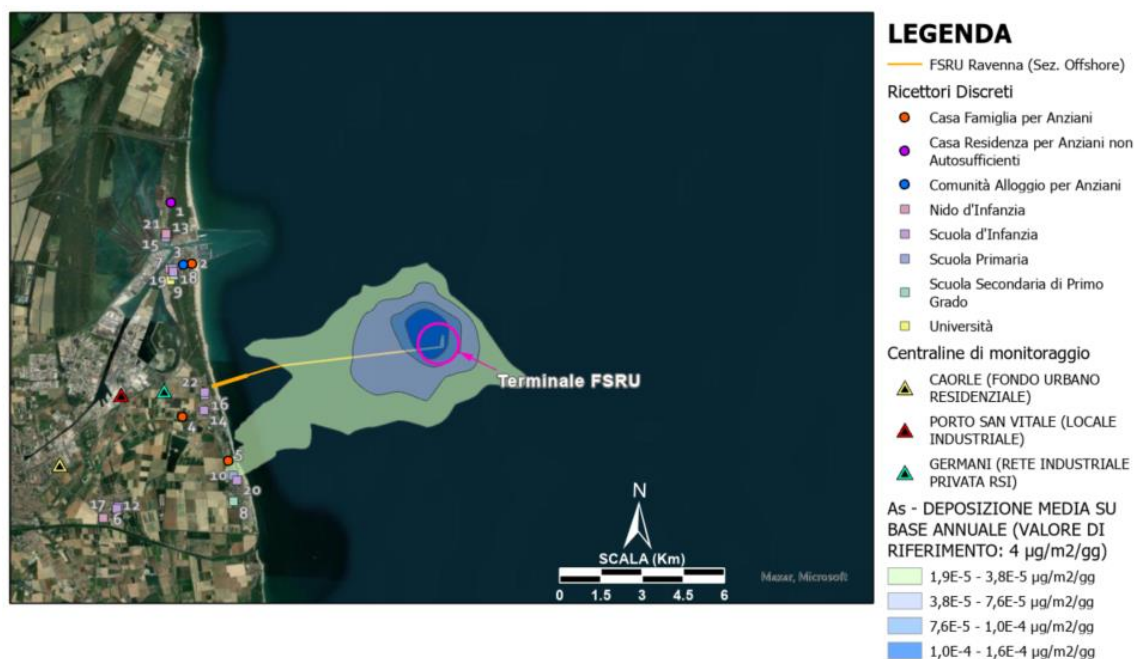 LEGENDA
FSRU Ravenna (Sez. Offshore)
Ricettori Discreti
Casa Famiglia per Anziani
Casa Residenza per Anziani non
Autosufficienti
Comunità Alloggio per Anziani
Nido d'Infanzia
Scuola d'Infanzia
Scuola Primaria
Scuola Secondaria di Primo
Grado
Università
Centraline di monitoraggio
CAORLE (FONDO URBANO
RESIDENZIALE)
PORTO SAN VITALE (LOCALE
INDUSTRIALE)
GERMANI (RETE INDUSTRIALE
PRIVATA RSI)
As - DEPOSIZIONE MEDIA SU
BASE ANNUALE (VALORE DI
RIFERIMENTO: 4 µg/m2/gg)
1,9E-5 - 3,8E-5 µg/m2/gg
3,8E-5 - 7,6E-5 µg/m2/gg
7,6E-5 - 1,0E-4 µg/m2/gg
1,0E-4 - 1,6E-4 µg/m2/gg
1
21
13
15
3
7
2
19
18
9
22
16
14
4
5
10
20
8
17
12
6
Terminale FSRU
N
SCALA (Km)
0 1.5 3 4.5 6
Maxar, Microsoft